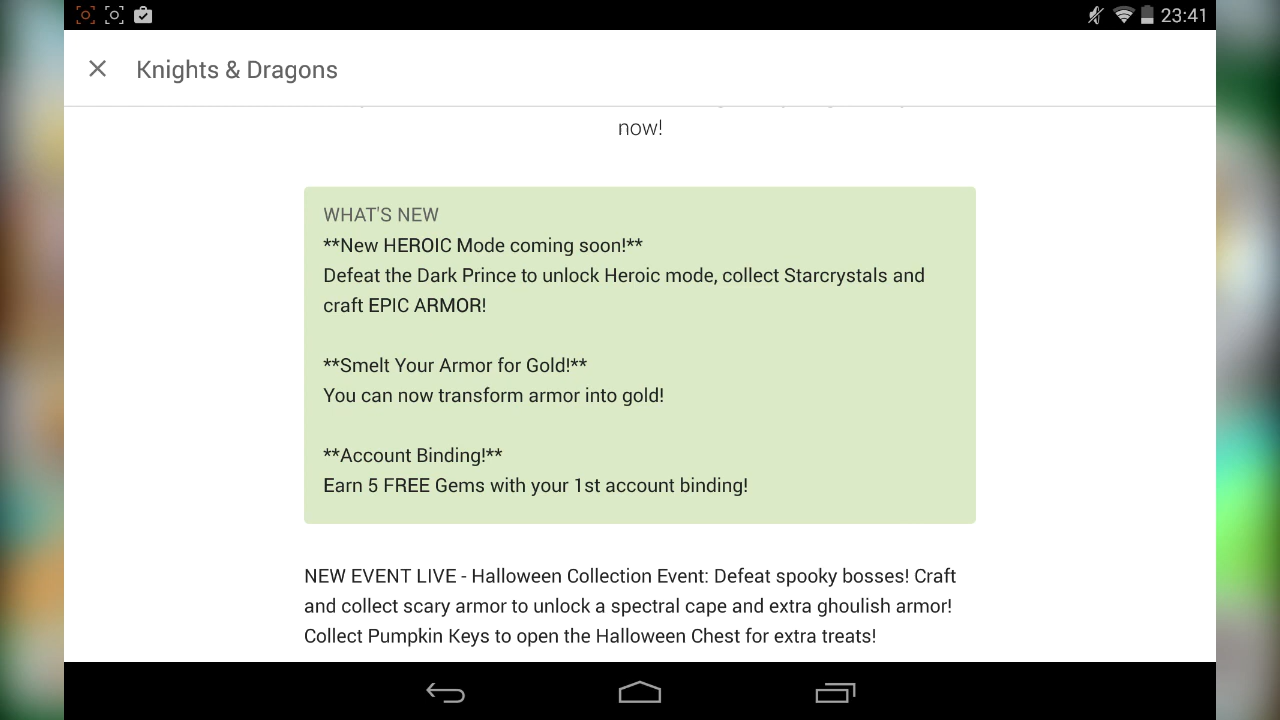 23:41
Knights & Dragons
now!
WHAT'S NEW
**New HEROIC Mode coming soon!**
Defeat the Dark Prince to unlock Heroic mode, collect Starcrystals and
craft EPIC ARMOR!
**Smelt Your Armor for Gold!**
You can now transform armor into gold!
**Account Binding!**
Earn 5 FREE Gems with your 1st account binding!
NEW EVENT LIVE - Halloween Collection Event: Defeat spooky bosses! Craft
and collect scary armor to unlock a spectral cape and extra ghoulish armor!
Collect Pumpkin Keys to open the Halloween Chest for extra treats!